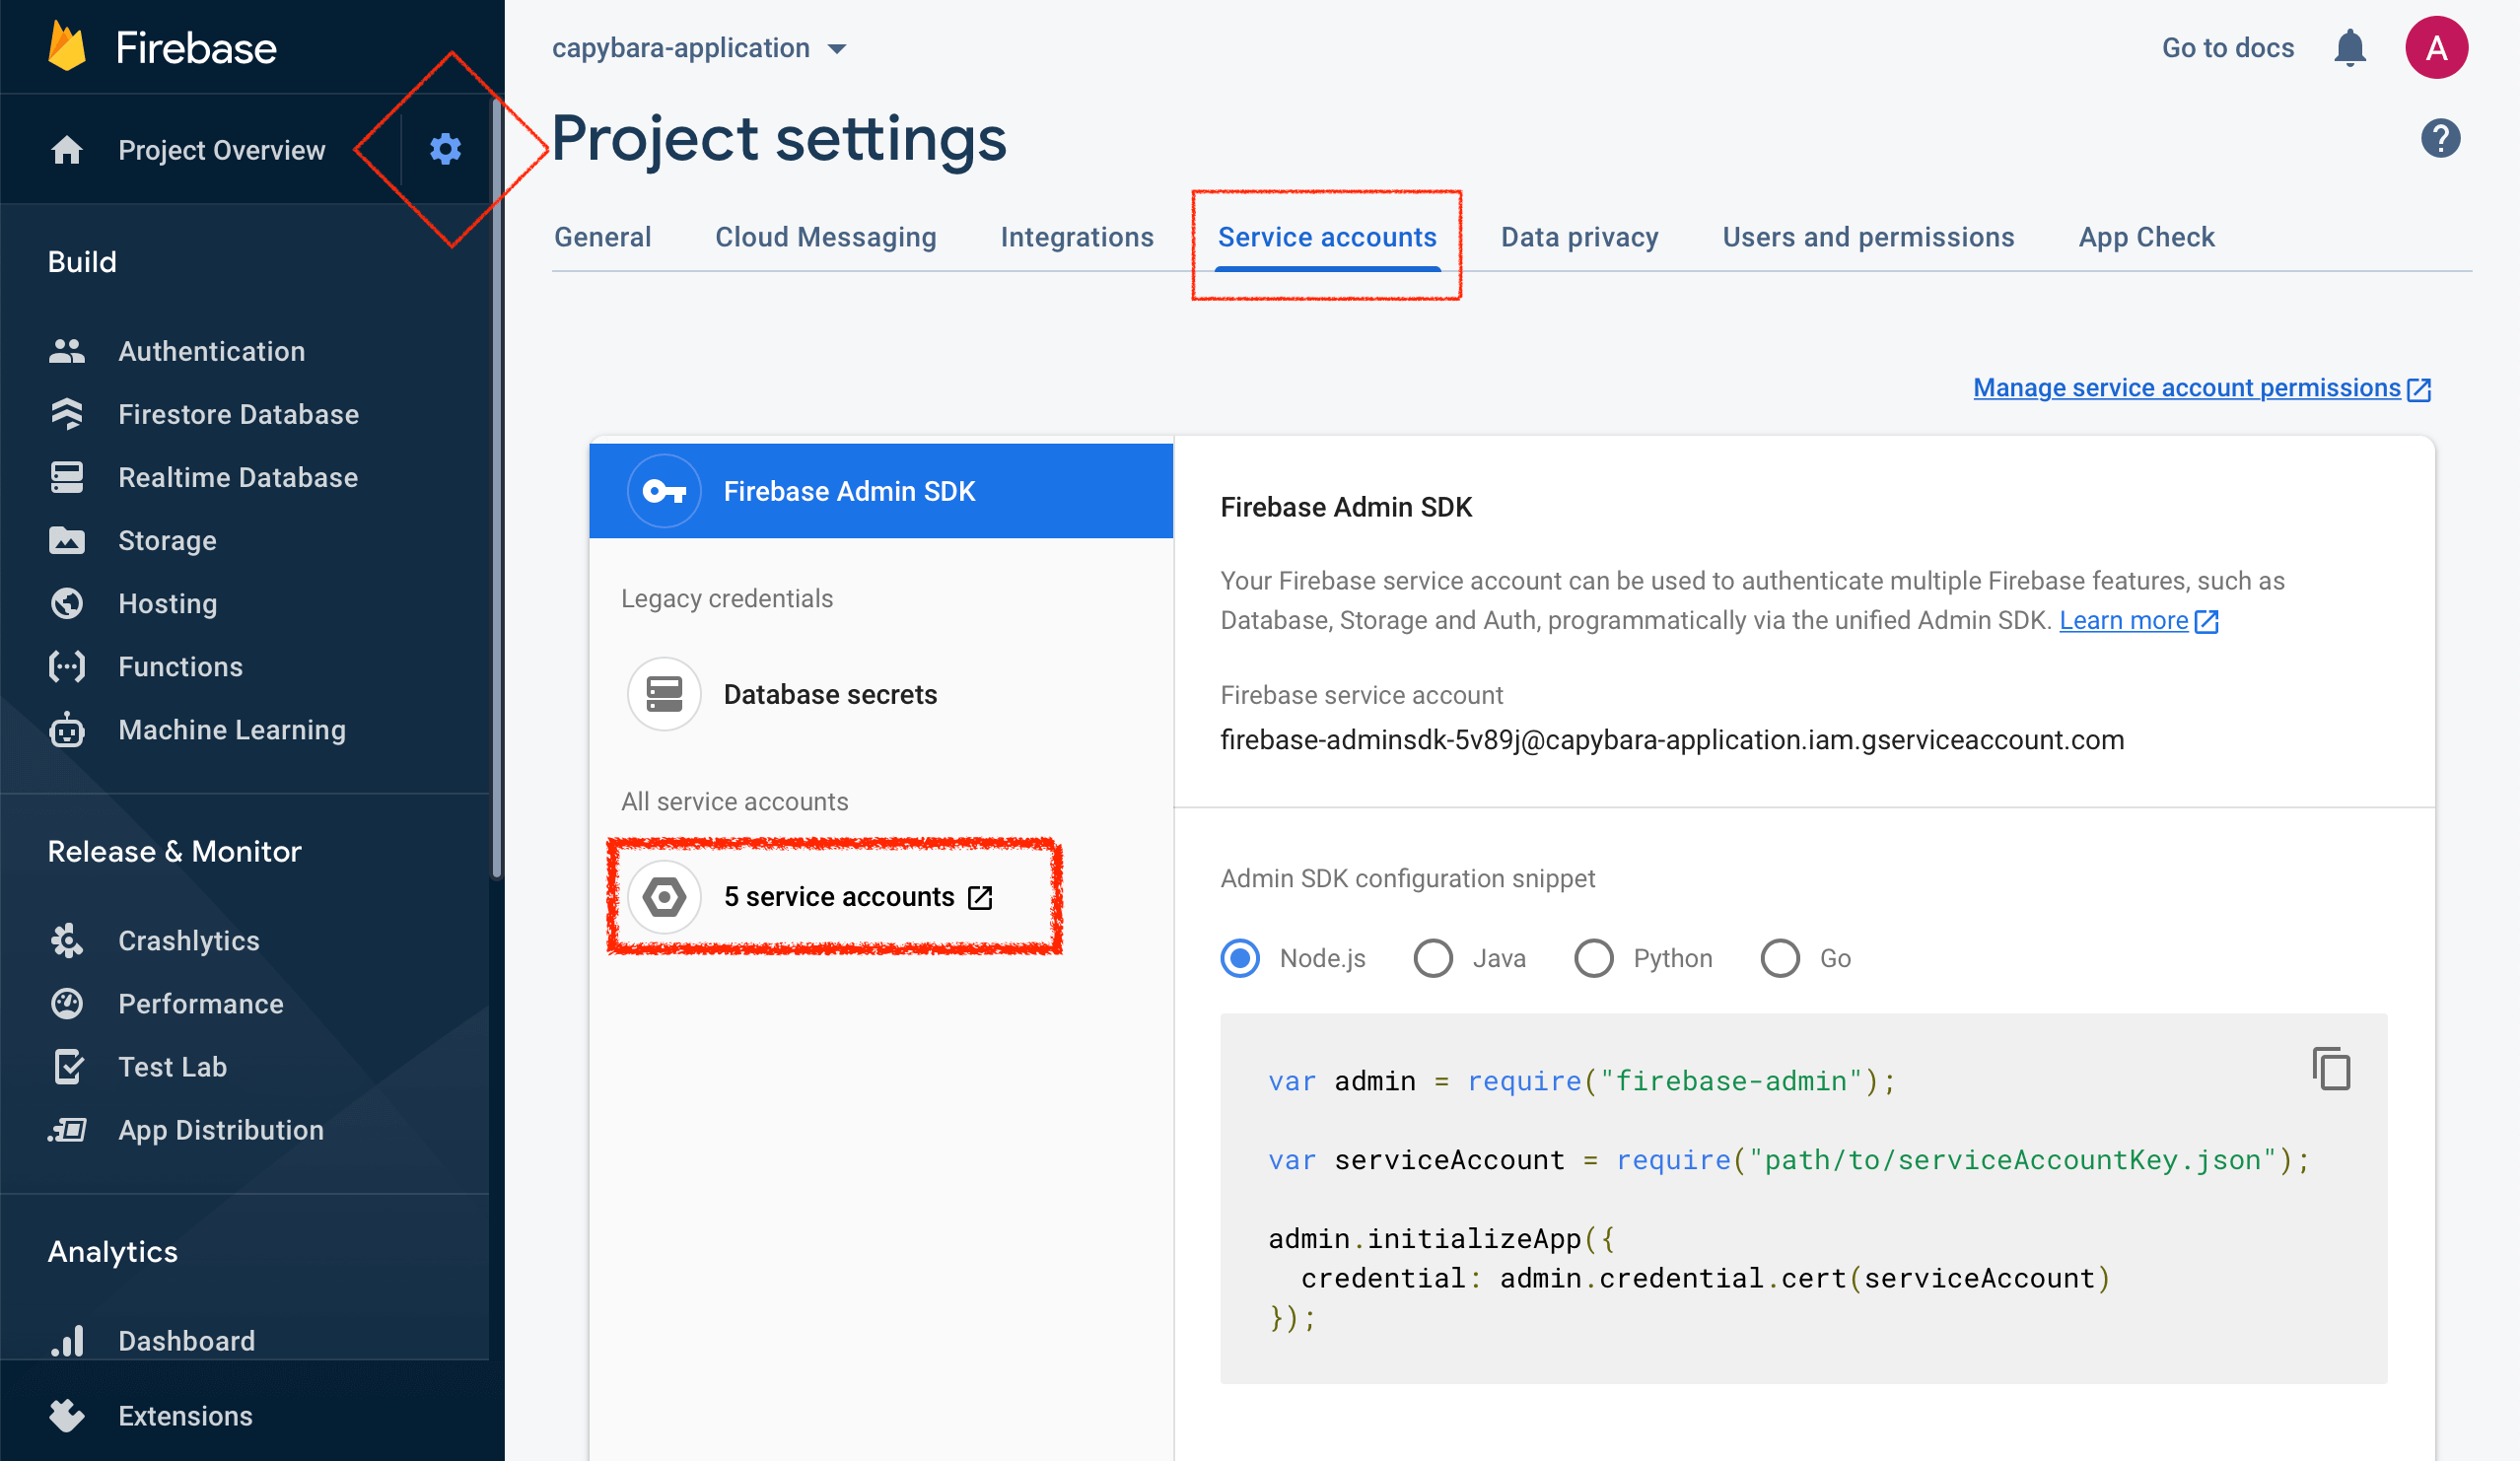 Firebase
Project Overview
Build
Authentication
Firestore Database
Realtime Database
Storage
Hosting
Functions
Machine Learning
Release & Monitor
Crashlytics
Performance
Test Lab
App Distribution
Analytics
Dashboard
Extensions
capybara-application
Go to docs
A
Project settings
?
General
Cloud Messaging
Integrations
Service accounts
Data privacy
Users and permissions
App Check
Manage service account permissions
Firebase Admin SDK
Legacy credentials
Database secrets
All service accounts
5 service accounts
Firebase Admin SDK
Your Firebase service account can be used to authenticate multiple Firebase features, such as
Database, Storage and Auth, programmatically via the unified Admin SDK. Learn more
Firebase service account
firebase-adminsdk-5v89j@capybara-application.iam.gserviceaccount.com
Admin SDK configuration snippet
Node.js
Java
Python
Go
var admin = require("firebase-admin");
var serviceAccount = require("path/to/serviceAccountKey.json");
admin.initializeApp({
  credential: admin.credential.cert(serviceAccount)
});